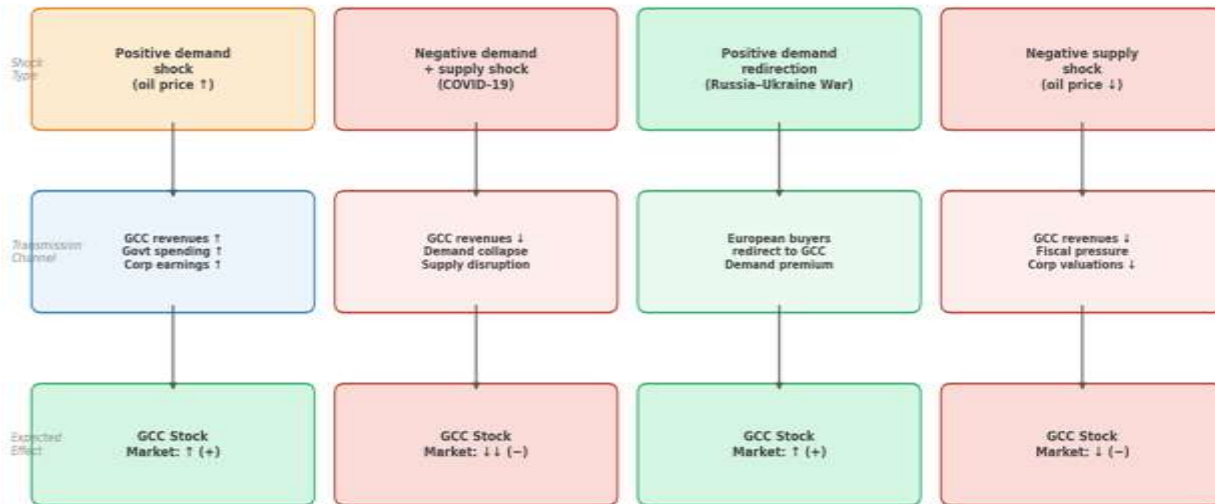 Shock
Type
Positive demand
shock
(oil price ↑)
Negative demand
+ supply shock
(COVID-19)
Positive demand
redirection
(Russia–Ukraine War)
Negative supply
shock
(oil price ↓)
Transmission
Channel
GCC revenues ↑
Govt spending ↑
Corp earnings ↑
GCC revenues ↓
Demand collapse
Supply disruption
European buyers
redirect to GCC
Demand premium
GCC revenues ↓
Fiscal pressure
Corp valuations ↓
Expected
Effect
GCC Stock
Market: ↑ (+)
GCC Stock
Market: ↓↓ (−)
GCC Stock
Market: ↑ (+)
GCC Stock
Market: ↓ (−)